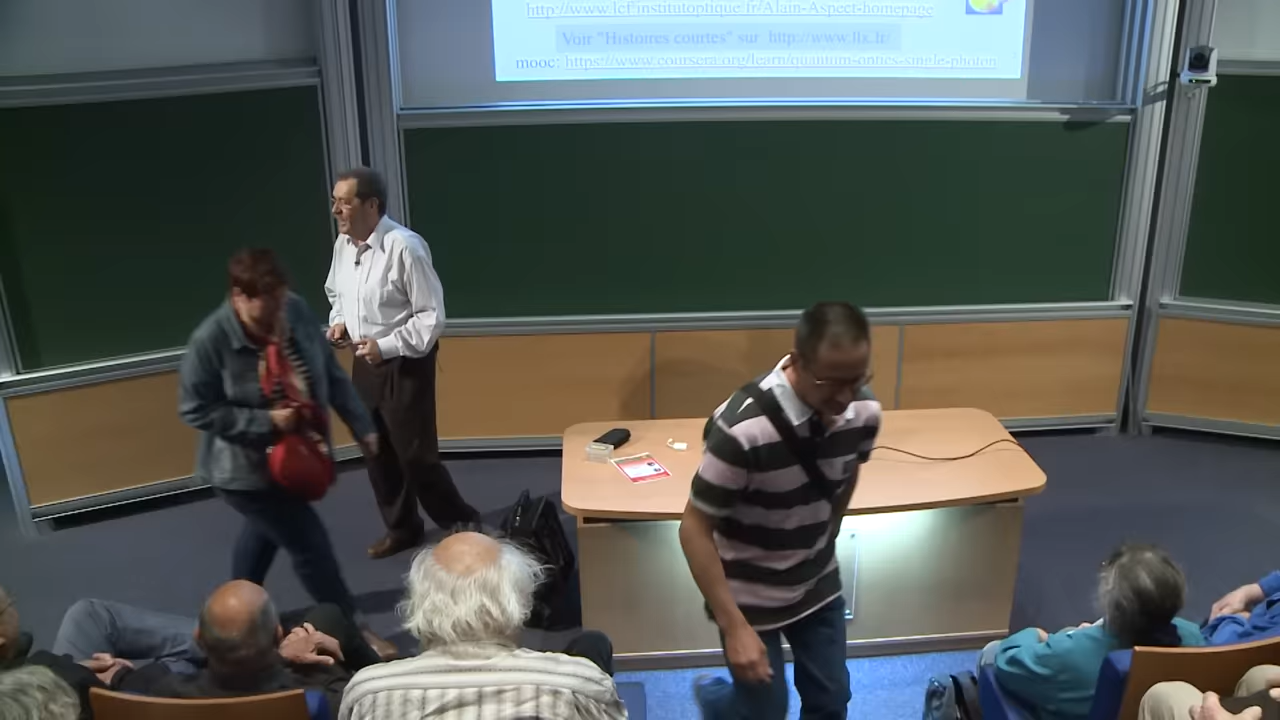 http://www.lcf.institutoptique.fr/Alain-Aspect-homepage
Voir "Histoires courtes" sur http://www.llx.fr/
mooc: https://www.coursera.org/learn/quantum-optics-single-photon